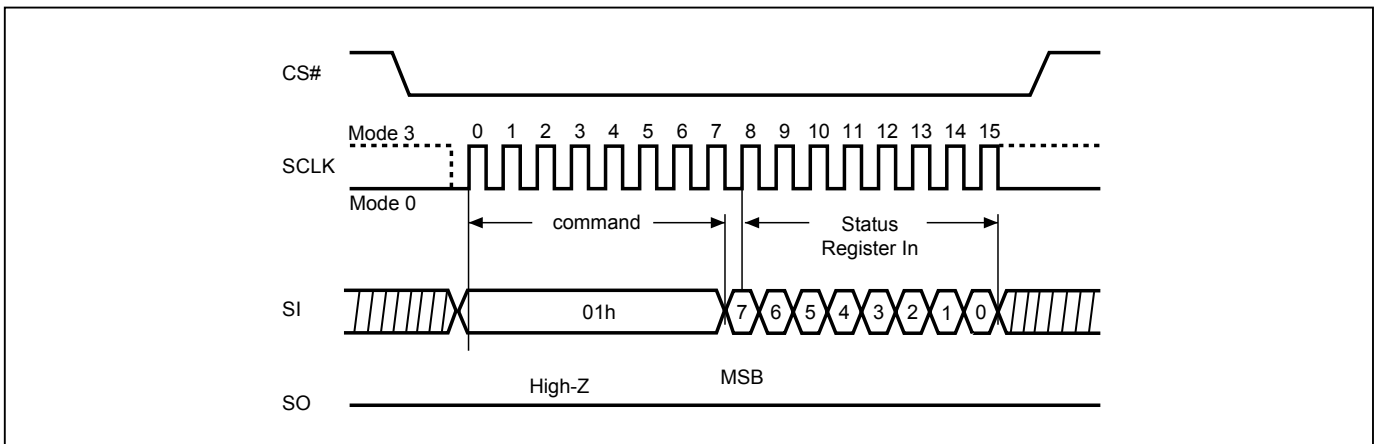 CS#
Mode 3
0 1 2 3 4 5 6 7 8 9 10 11 12 13 14 15
SCLK
Mode 0
command
Status
Register In
SI
01h
7 6 5 4 3 2 1 0
High-Z
MSB
SO